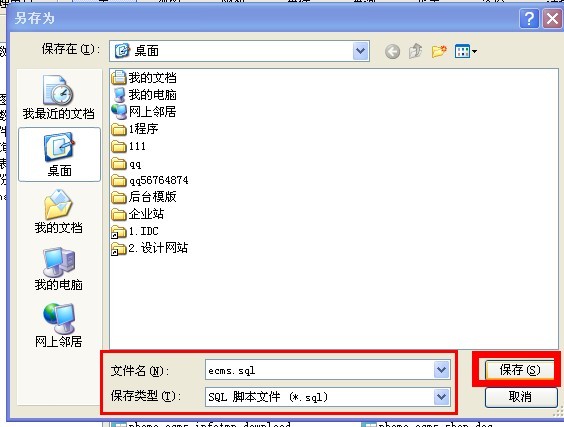 另存为
保存在(I):
桌面
我最近的文档
桌面
我的文档
我的电脑
网上邻居
我的文档
我的电脑
网上邻居
1程序
111
qq
qq56764874
后台模版
企业站
1.IDC
2.设计网站
文件名(N):
ecms.sql
保存(S)
保存类型(T):
SQL 脚本文件 (*.sql)
取消